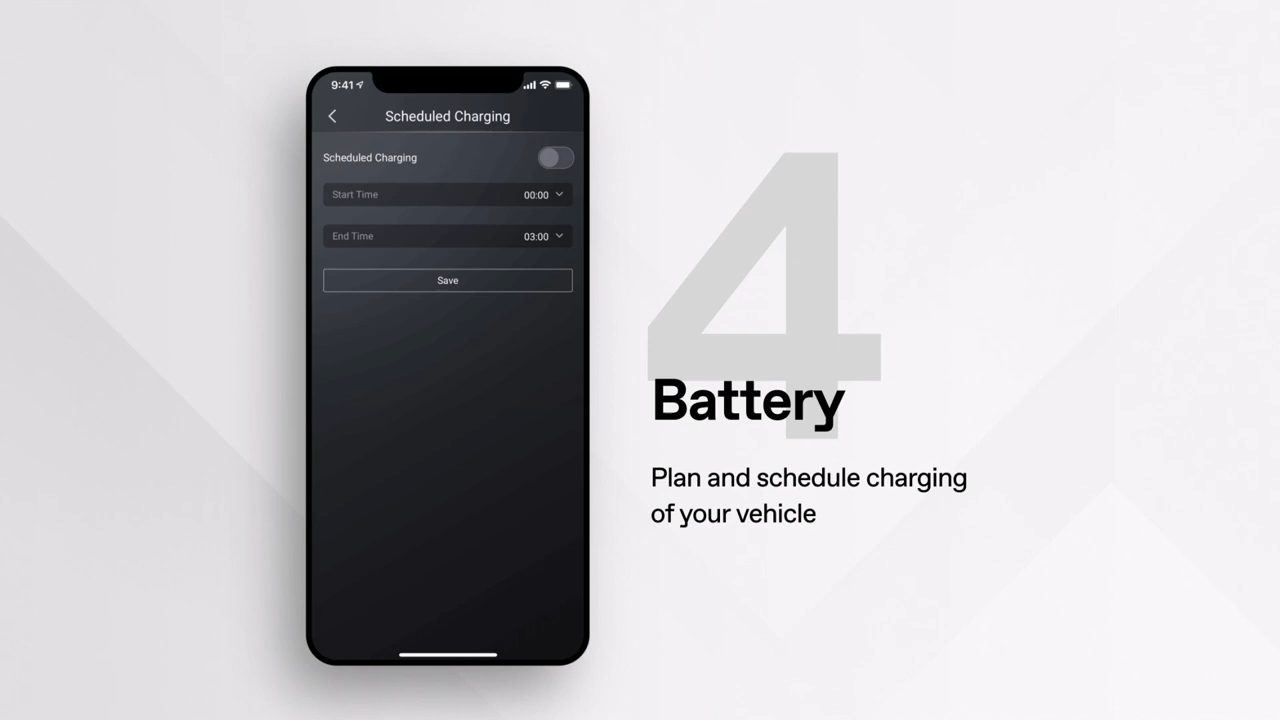 9:41
Scheduled Charging
Scheduled Charging
Start Time 00:00
End Time 03:00
Save
4
Battery
Plan and schedule charging
of your vehicle